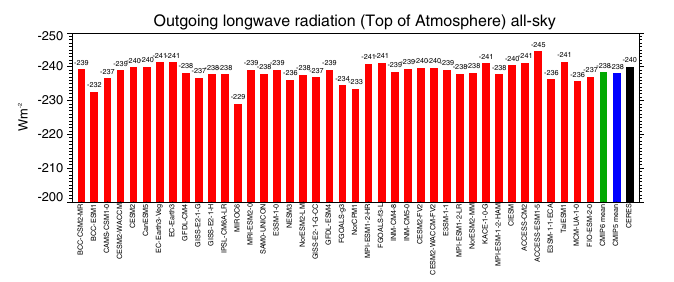 Outgoing longwave radiation (Top of Atmosphere) all-sky
Wm-2
-250
-240
-230
-220
-210
-200
-239
-232
-237
-239
-240
-240
-241
-241
-238
-237
-238
-238
-229
-239
-238
-239
-236
-238
-237
-239
-234
-233
-241
-241
-239
-239
-240
-240
-239
-238
-238
-241
-238
-240
-241
-245
-236
-241
-236
-237
-238
-238
-240
BCC-CSM2-MR
BCC-ESM1
CAMS-CSM1-0
CESM2-WACCM
CESM2
CanESM5
EC-Earth3-Veg
EC-Earth3
GFDL-CM4
GISS-E2-1-G
GISS-E2-1-H
IPSL-CM6A-LR
MIROC6
MRI-ESM2-0
SAM0-UNICON
E3SM-1-0
NESM3
NorESM2-LM
GISS-E2-1-G-CC
GFDL-ESM4
FGOALS-g3
NorCPM1
MPI-ESM1-2-HR
FGOALS-f3-L
INM-CM4-8
INM-CM5-0
CESM2-FV2
CESM2-WACCM-FV2
E3SM-1-1
MPI-ESM1-2-LR
NorESM2-MM
KACE-1-0-G
MPI-ESM-1-2-HAM
CIESM
ACCESS-CM2
ACCESS-ESM1-5
E3SM-1-1-ECA
TaiESM1
MCM-UA-1-0
FIO-ESM-2-0
CMIP6 mean
CMIP5 mean
CERES